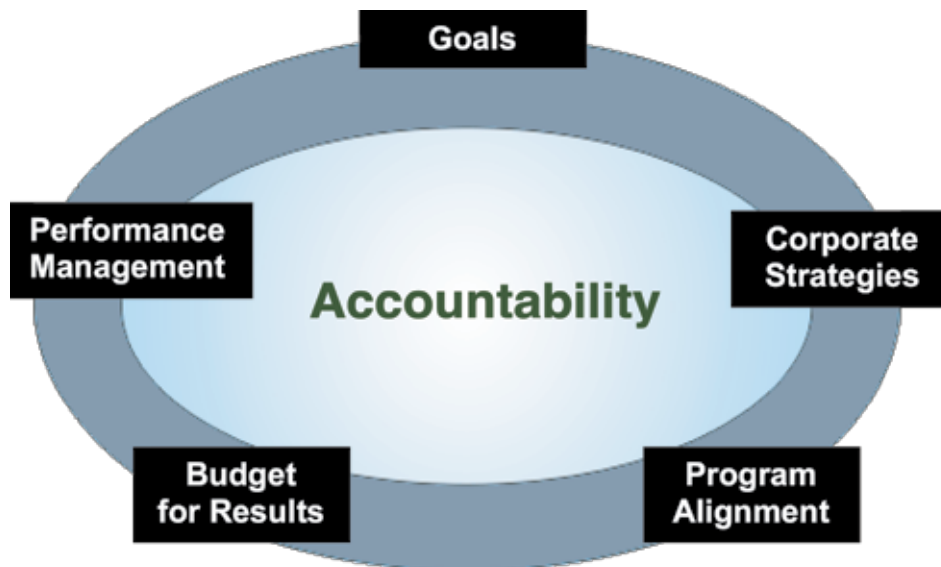 Goals
Performance
Management
Corporate
Strategies
Accountability
Budget
for Results
Program
Alignment